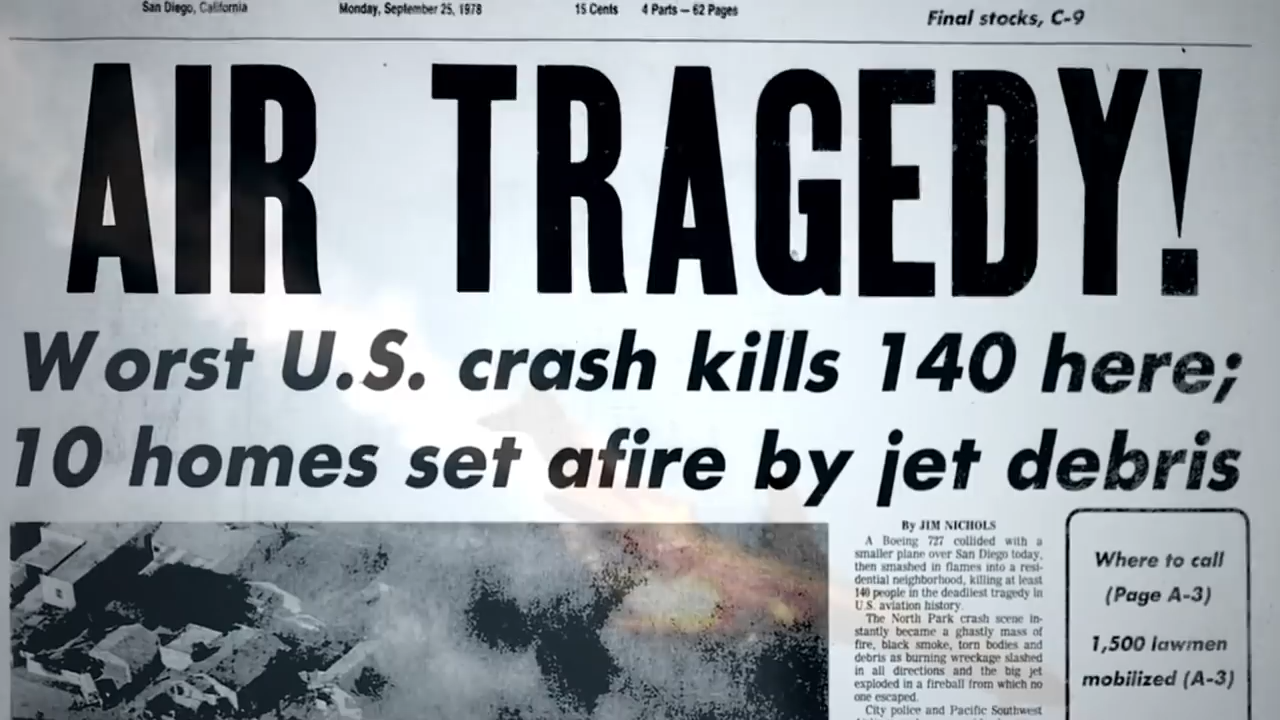 San Diego, California Monday, September 25, 1978 15 Cents 4 Parts — 62 Pages Final stocks, C-9
AIR TRAGEDY!
Worst U.S. crash kills 140 here;
10 homes set afire by jet debris
By JIM NICHOLS
A Boeing 727 collided with a
smaller plane over San Diego today,
then smashed in flames into a resi-
dential neighborhood, killing at least
140 people in the deadliest tragedy in
U.S. aviation history.
The North Park crash scene in-
stantly became a ghastly mass of
fire, black smoke, torn bodies and
debris as burning wreckage slashed
in all directions and the big jet
exploded in a fireball from which no
one escaped.
City police and Pacific Southwest
Where to call
(Page A-3)
1,500 lawmen
mobilized (A-3)